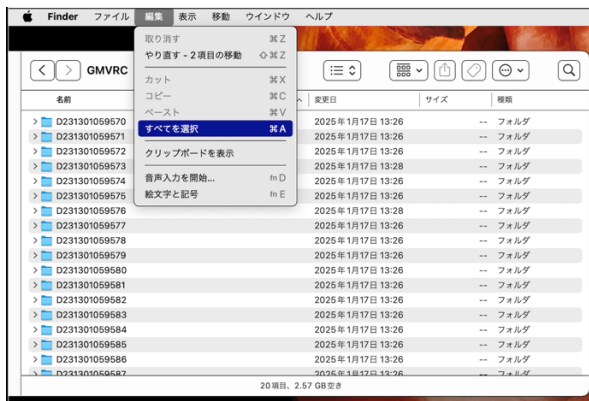 Finder ファイル 編集 表示 移動 ウインドウ ヘルプ
取り消す ⌘Z
やり直す - 2項目の移動 ⇧⌘Z
カット ⌘X
コピー ⌘C
ペースト ⌘V
すべてを選択 ⌘A
クリップボードを表示
音声入力を開始... fn D
絵文字と記号 fn E
GMVRC
名前 変更日 サイズ 種類
D231301059570 2025年1月17日 13:26 -- フォルダ
D231301059571 2025年1月17日 13:26 -- フォルダ
D231301059572 2025年1月17日 13:26 -- フォルダ
D231301059573 2025年1月17日 13:28 -- フォルダ
D231301059574 2025年1月17日 13:26 -- フォルダ
D231301059575 2025年1月17日 13:26 -- フォルダ
D231301059576 2025年1月17日 13:28 -- フォルダ
D231301059577 2025年1月17日 13:26 -- フォルダ
D231301059578 2025年1月17日 13:26 -- フォルダ
D231301059579 2025年1月17日 13:26 -- フォルダ
D231301059580 2025年1月17日 13:26 -- フォルダ
D231301059581 2025年1月17日 13:26 -- フォルダ
D231301059582 2025年1月17日 13:26 -- フォルダ
D231301059583 2025年1月17日 13:26 -- フォルダ
D231301059584 2025年1月17日 13:26 -- フォルダ
D231301059585 2025年1月17日 13:26 -- フォルダ
D231301059586 2025年1月17日 13:26 -- フォルダ
D231301059587 2025年1月17日 13:26 -- フォルダ
20項目、2.57 GB空き